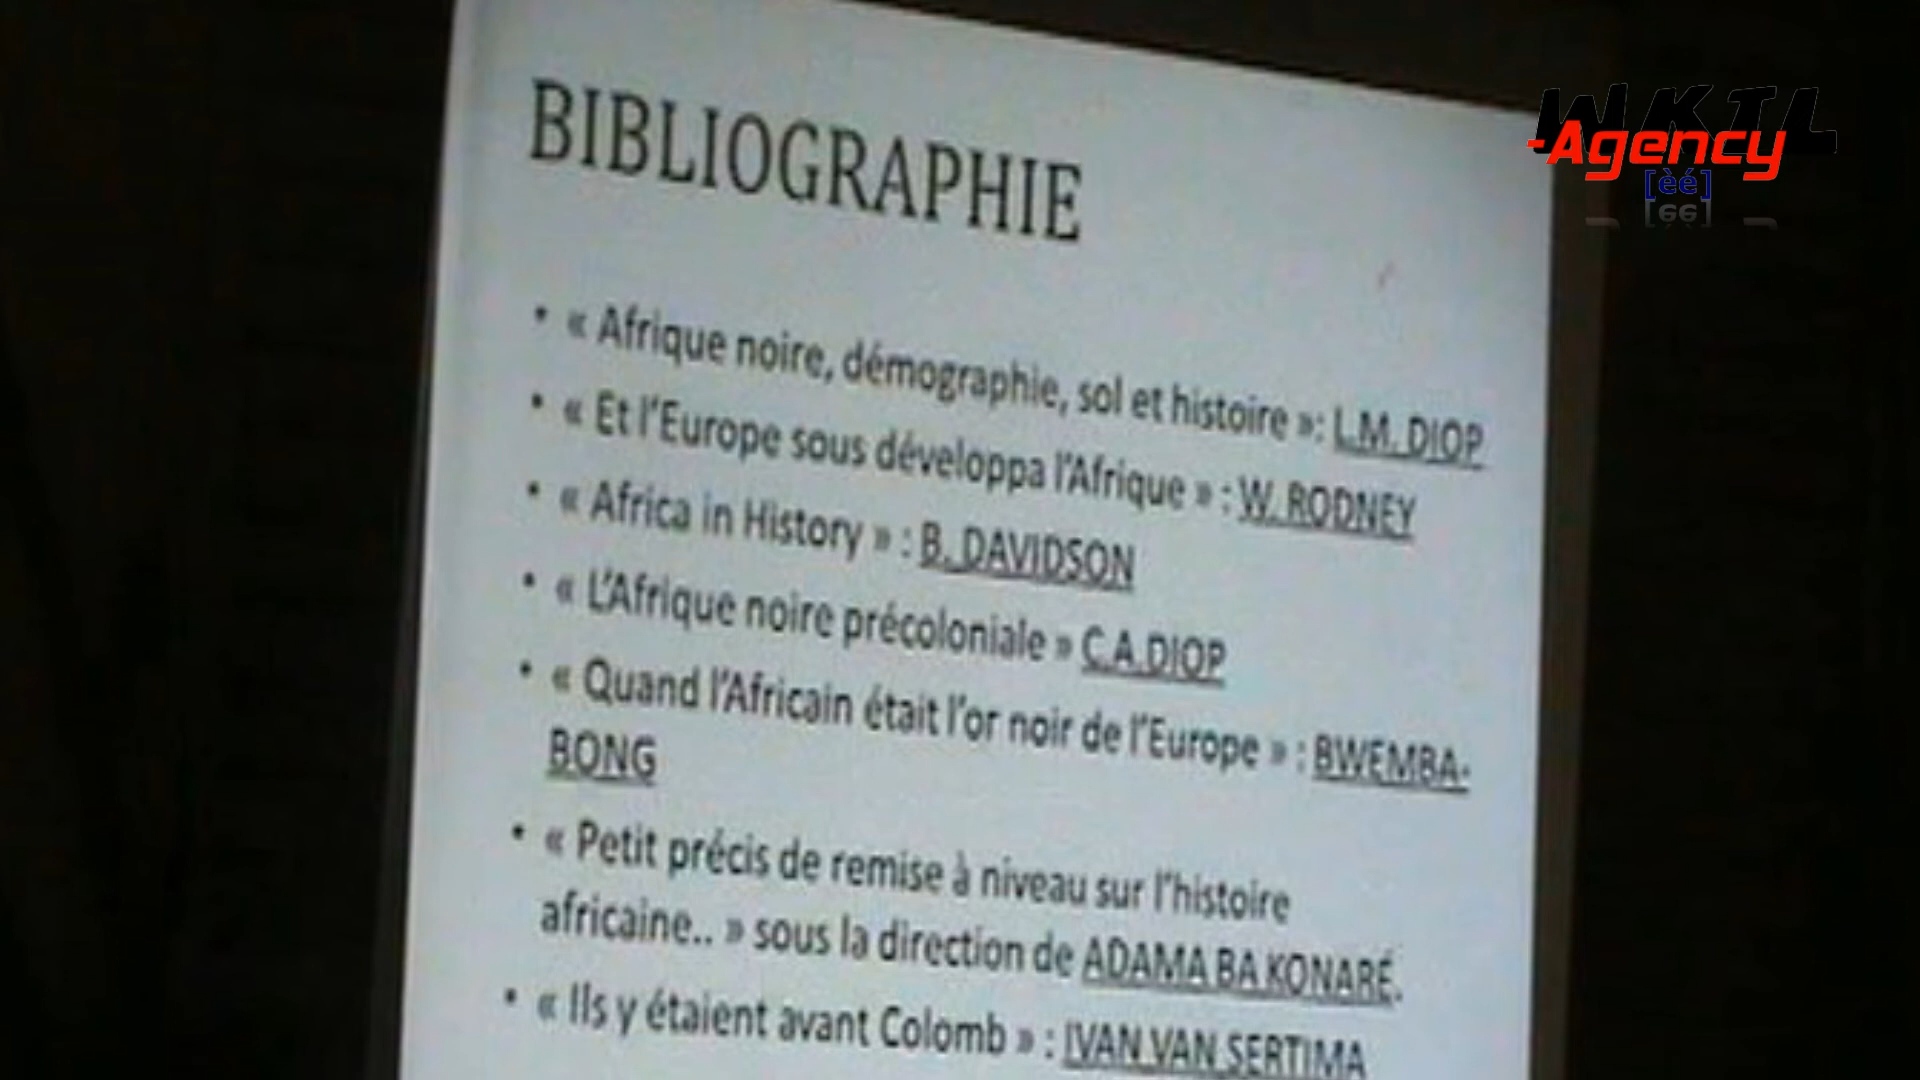 BIBLIOGRAPHIE
• « Afrique noire, démographie, sol et histoire »: L.M. DIOP
• « Et l'Europe sous développa l'Afrique » : W. RODNEY
• « Africa in History » : B. DAVIDSON
• « L'Afrique noire précoloniale » C.A.DIOP
• « Quand l'Africain était l'or noir de l'Europe » : BWEMBA-
BONG
• « Petit précis de remise à niveau sur l'histoire
africaine.. » sous la direction de ADAMA BA KONARÉ.
• « Ils y étaient avant Colomb » : IVAN VAN SERTIMA
WKTL
-Agency
[èé]